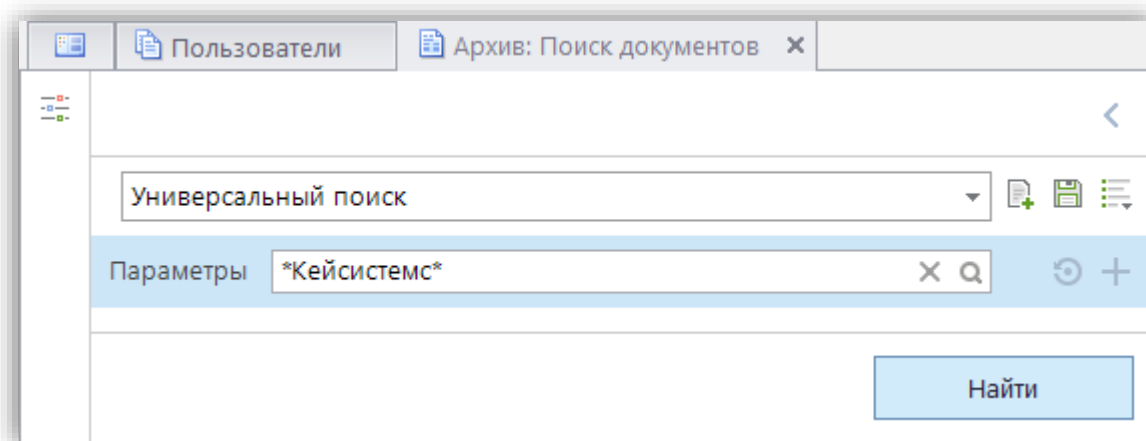 Пользователи Архив: Поиск документов
Универсальный поиск
Параметры *Кейсистемс*
Найти